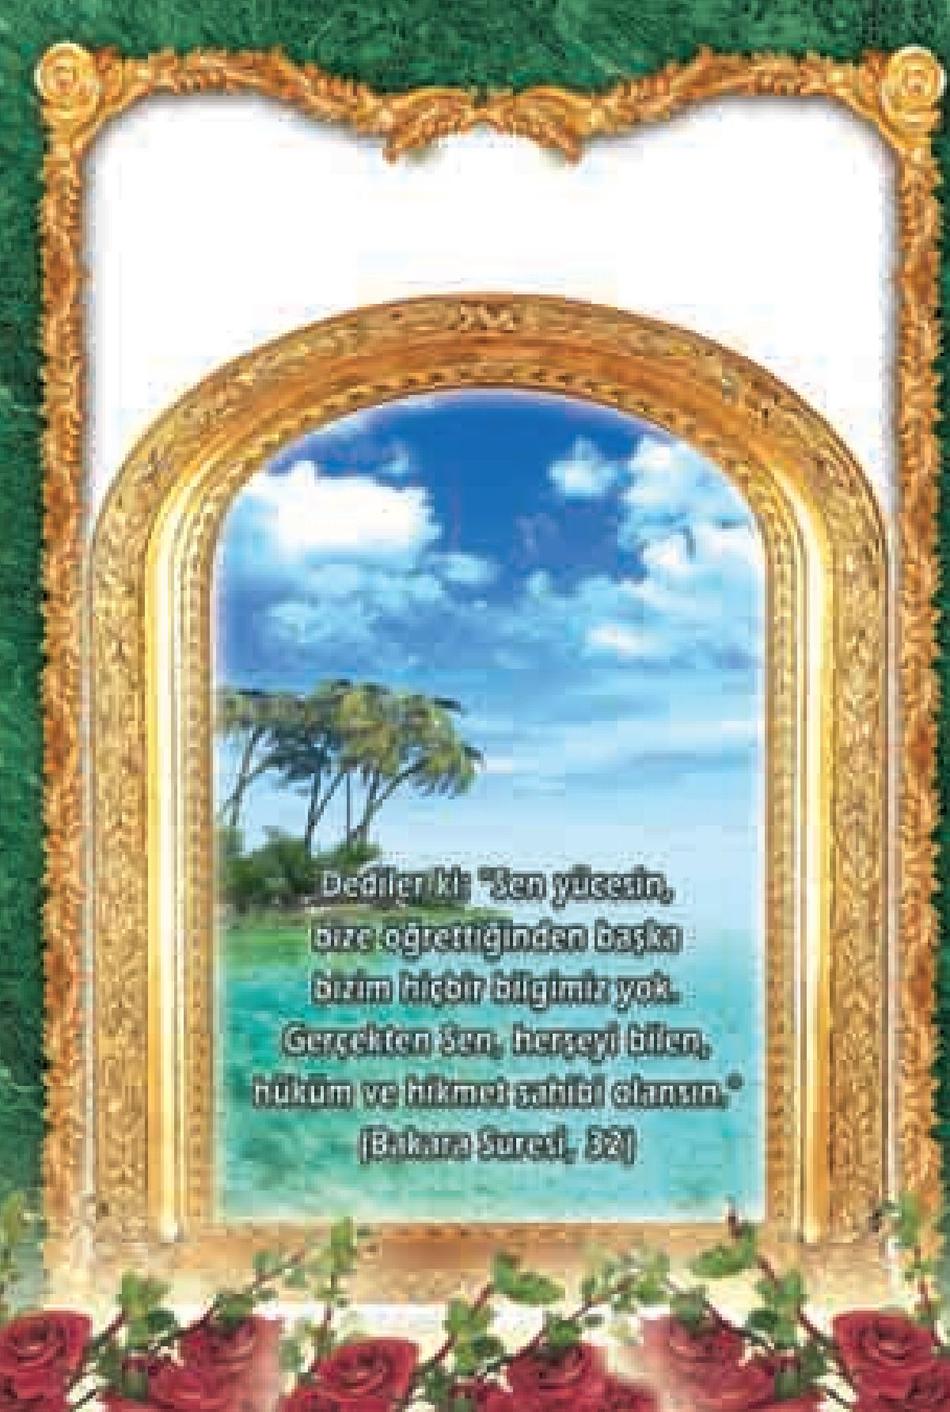 Dediler ki: "Sen yücesin,
bize öğrettiğinden başka
bizim hiçbir bilgimiz yok.
Gerçekten Sen, herşeyi bilen,
hüküm ve hikmet sahibi olansın."
(Bakara Suresi, 32)